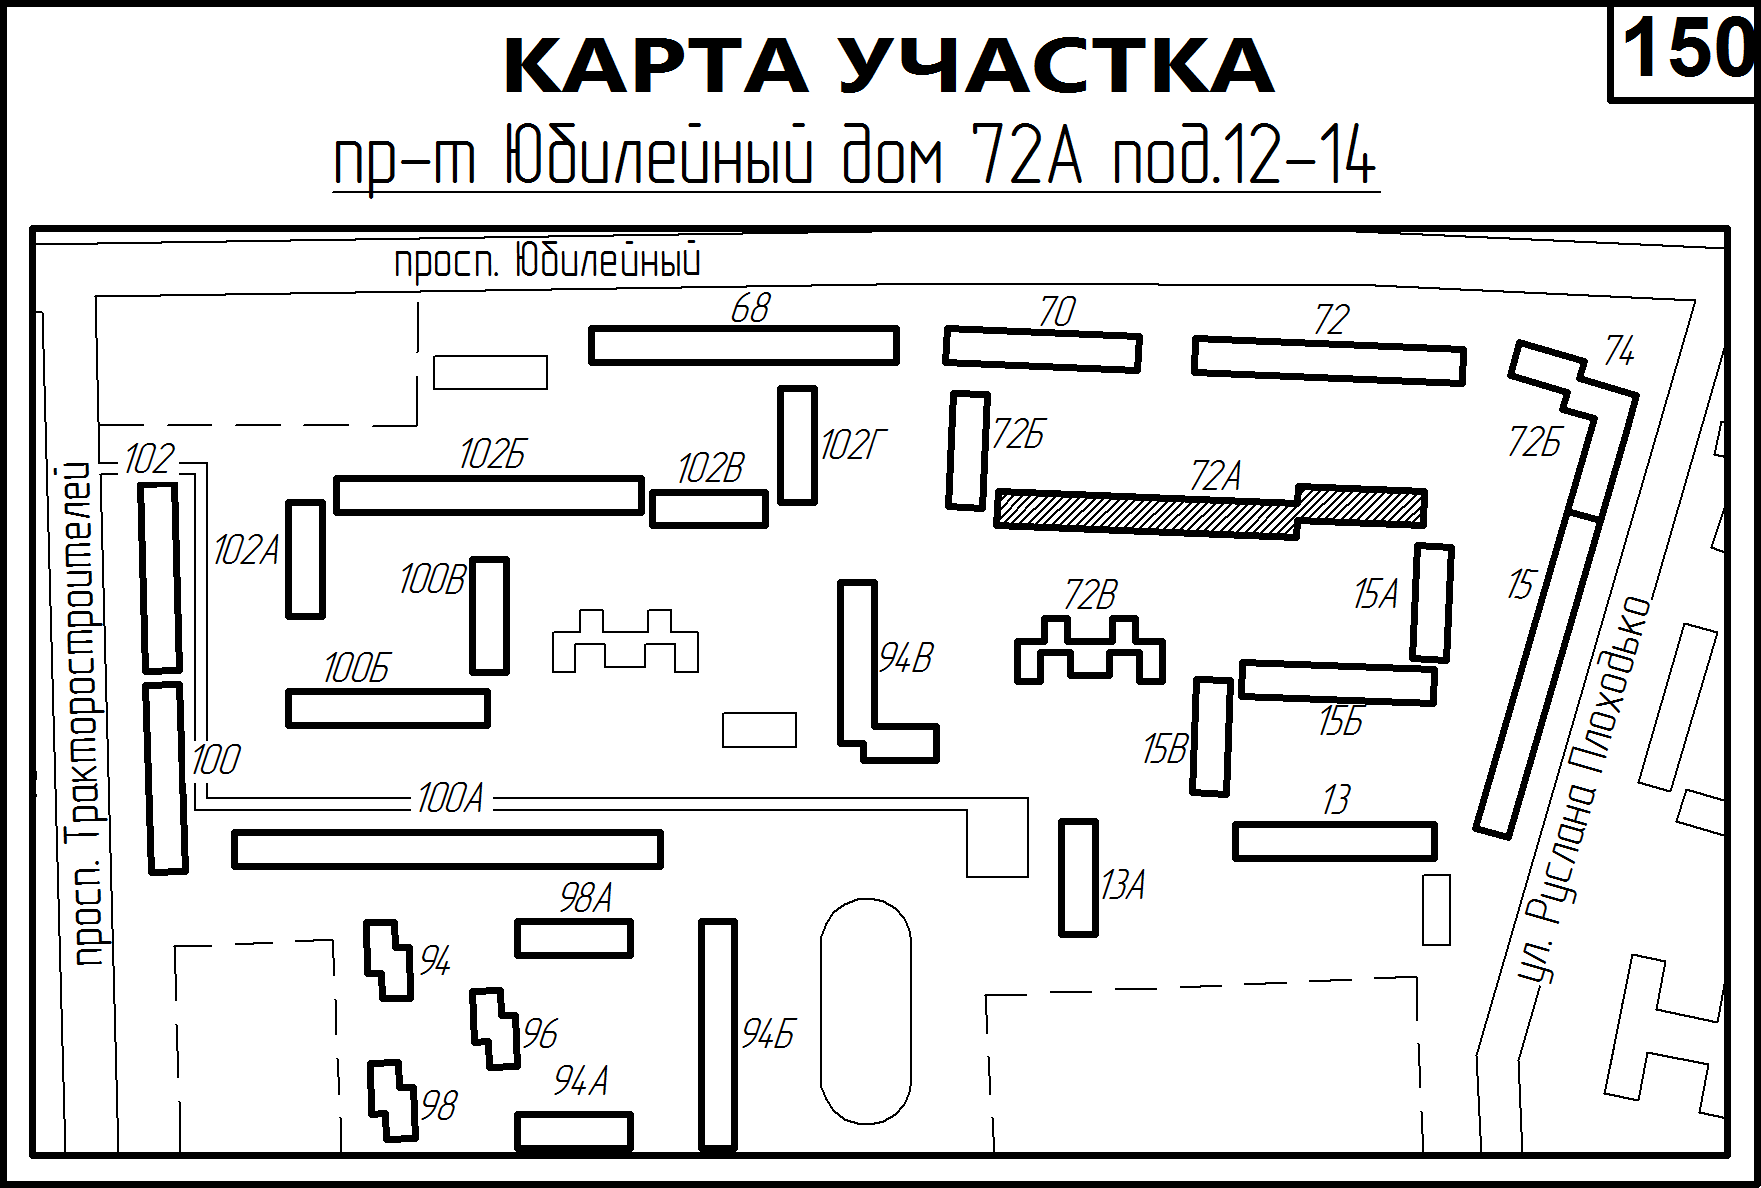 150
КАРТА УЧАСТКА
пр-т Юбилейный дом 72А под.12-14
просп. Юбилейный
68
70
72
74
102
102Б
102В
102Г
72Б
72А
72Б
102А
100В
100Б
94В
72В
15А
15
15Б
15В
100
100А
13
13А
просп. Тракторостроителей
ул. Руслана Плоходько
98А
94
96
94А
94Б
98